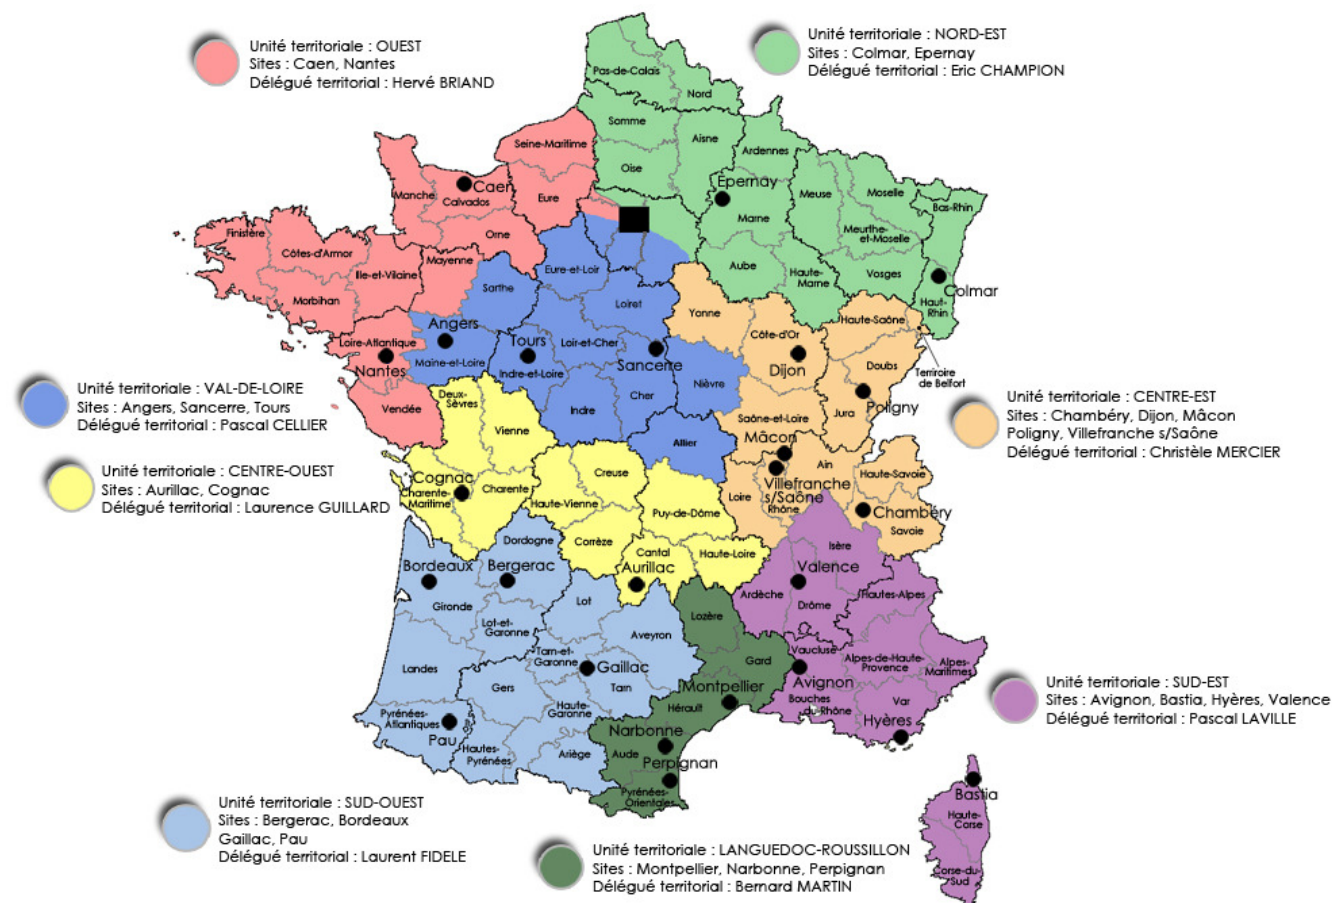 Unité territoriale : OUEST
Sites : Caen, Nantes
Délégué territorial : Hervé BRIAND
Unité territoriale : NORD-EST
Sites : Colmar, Epernay
Délégué territorial : Eric CHAMPION
Pas-de-Calais
Nord
Somme
Aisne
Seine-Maritime
Ardennes
Oise
Epernay
Meuse
Moselle
Caen
Manche
Calvados
Eure
Bas-Rhin
Marne
Meurthe-
et-Moselle
Finistère
Orne
Côtes-d'Armor
Mayenne
Ille-et-Vilaine
Eure-et-Loir
Aube
Haute-
Marne
Vosges
Colmar
Sarthe
Morbihan
Loiret
Haut-
Rhin
Yonne
Haute-Saône
Angers
Côte-d'Or
Loire-Atlantique
Tours
Loir-et-Cher
Nantes
Maine-et-Loire
Sancerre
Dijon
Doubs
Indre-et-Loire
Nièvre
Terriroire
de Belfort
Unité territoriale : VAL-DE-LOIRE
Sites : Angers, Sancerre, Tours
Délégué territorial : Pascal CELLIER
Deux-
Sèvres
Cher
Vendée
Indre
Poligny
Jura
Unité territoriale : CENTRE-EST
Sites : Chambéry, Dijon, Mâcon
Poligny, Villefranche s/Saône
Délégué territorial : Christèle MERCIER
Vienne
Saône-et-Loire
Allier
Mâcon
Unité territoriale : CENTRE-OUEST
Sites : Aurillac, Cognac
Délégué territorial : Laurence GUILLARD
Cognac
Charente-
Maritime
Charente
Creuse
Haute-Vienne
Ain
Haute-Savoie
Villefranche
s/Saône
Loire
Rhône
Puy-de-Dôme
Chambéry
Savoie
Dordogne
Corrèze
Cantal
Haute-Loire
Isère
Bordeaux
Bergerac
Aurillac
Valence
Gironde
Lot
Ardèche
Drôme
Hautes-Alpes
Lot-et-
Garonne
Aveyron
Lozère
Landes
Tarn-et-
Garonne
Gaillac
Gard
Vaucluse
Alpes-de-Haute-
Provence
Alpes-
Maritimes
Gers
Tarn
Montpellier
Avignon
Haute-
Garonne
Hérault
Bouches
du-Rhône
Var
Hyères
Unité territoriale : SUD-EST
Sites : Avignon, Bastia, Hyères, Valence
Délégué territorial : Pascal LAVILLE
Pyrénées-
Atlantiques
Pau
Hautes-
Pyrénées
Ariège
Narbonne
Aude
Perpignan
Pyrénées-
Orientales
Bastia
Haute-
Corse
Corse-du-
Sud
Unité territoriale : SUD-OUEST
Sites : Bergerac, Bordeaux
Gaillac, Pau
Délégué territorial : Laurent FIDELE
Unité territoriale : LANGUEDOC-ROUSSILLON
Sites : Montpellier, Narbonne, Perpignan
Délégué territorial : Bernard MARTIN